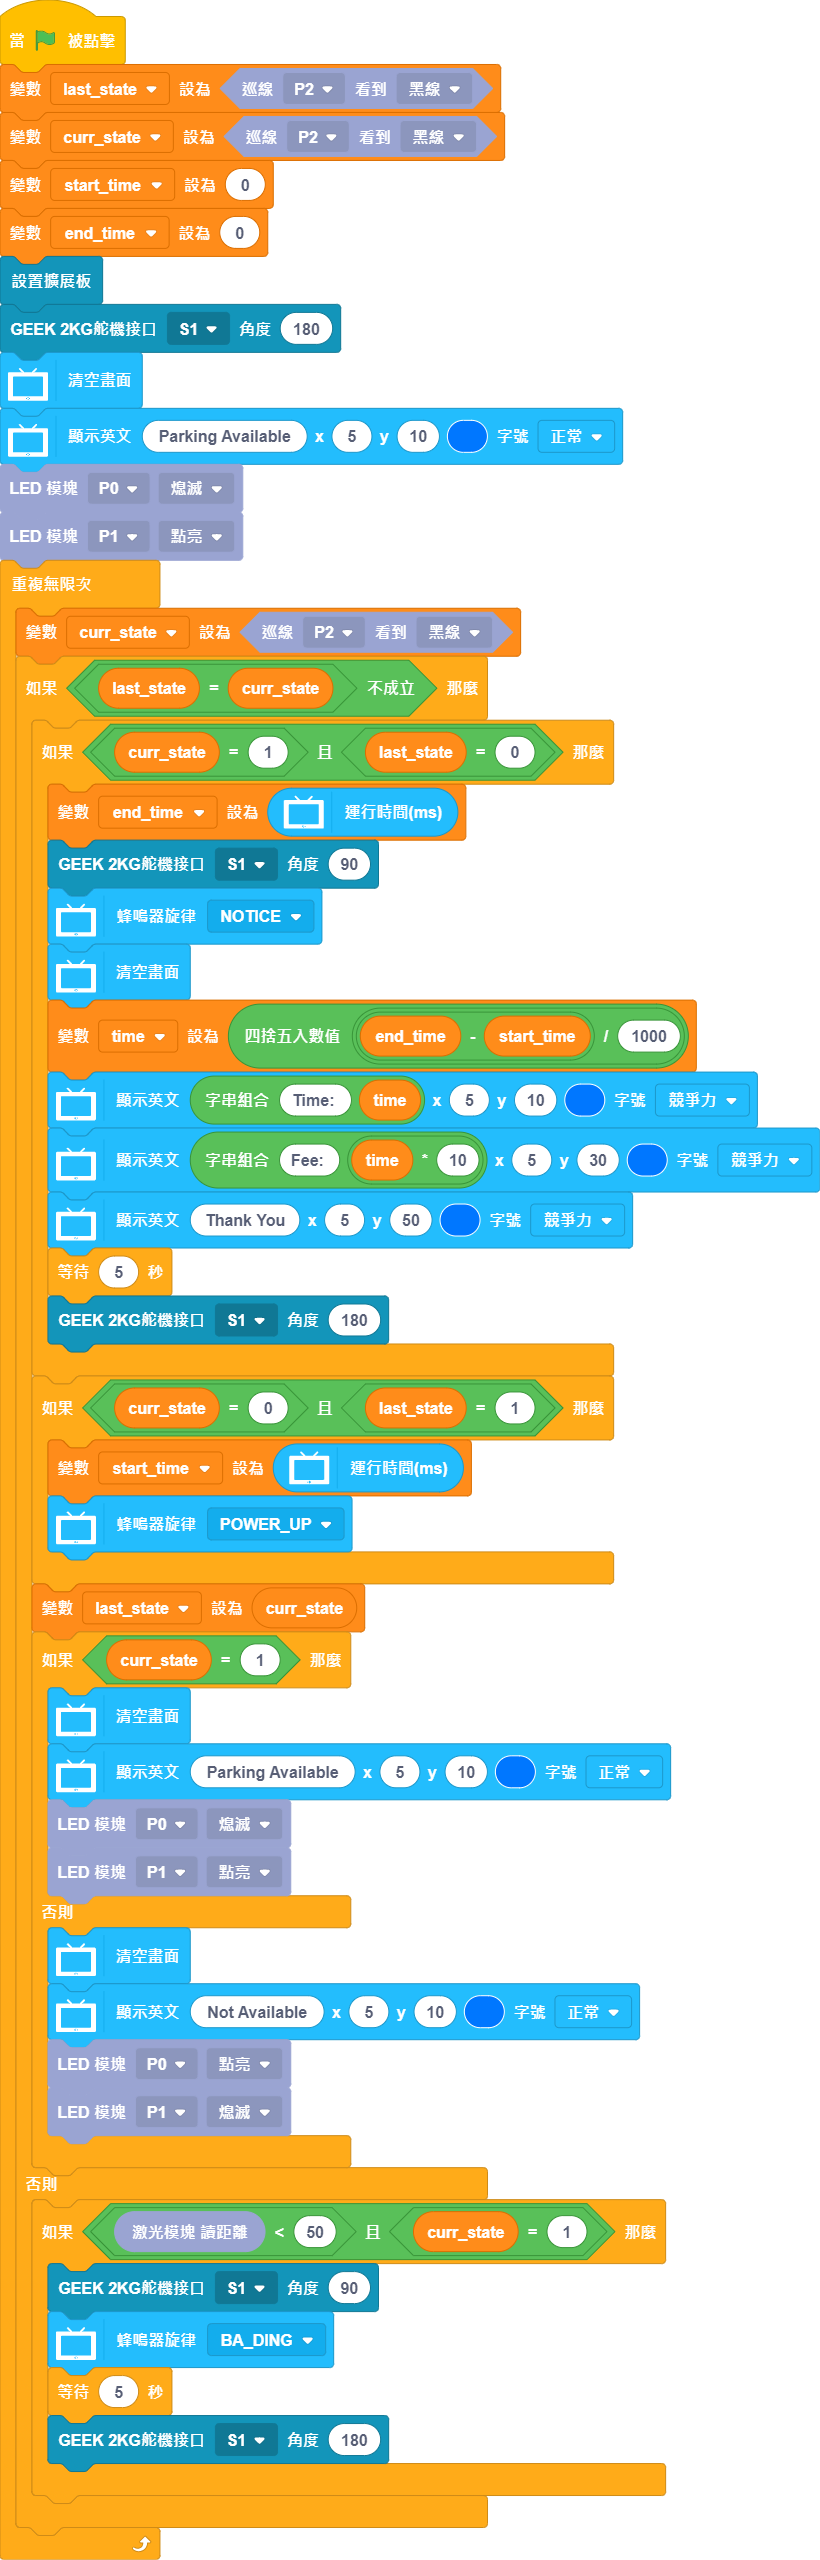 當 被點擊
變數 last_state 設為 巡線 P2 看到 黑線
變數 curr_state 設為 巡線 P2 看到 黑線
變數 start_time 設為 0
變數 end_time 設為 0
設置擴展板
GEEK 2KG舵機接口 S1 角度 180
清空畫面
顯示英文 Parking Available x 5 y 10 字號 正常
LED 模塊 P0 熄滅
LED 模塊 P1 點亮
重複無限次
變數 curr_state 設為 巡線 P2 看到 黑線
如果 last_state = curr_state 不成立 那麼
如果 curr_state = 1 且 last_state = 0 那麼
變數 end_time 設為 運行時間(ms)
GEEK 2KG舵機接口 S1 角度 90
蜂鳴器旋律 NOTICE
清空畫面
變數 time 設為 四捨五入數值 end_time - start_time / 1000
顯示英文 字串組合 Time: time x 5 y 10 字號 競爭力
顯示英文 字串組合 Fee: time * 10 x 5 y 30 字號 競爭力
顯示英文 Thank You x 5 y 50 字號 競爭力
等待 5 秒
GEEK 2KG舵機接口 S1 角度 180
如果 curr_state = 0 且 last_state = 1 那麼
變數 start_time 設為 運行時間(ms)
蜂鳴器旋律 POWER_UP
變數 last_state 設為 curr_state
如果 curr_state = 1 那麼
清空畫面
顯示英文 Parking Available x 5 y 10 字號 正常
LED 模塊 P0 熄滅
LED 模塊 P1 點亮
否則
清空畫面
顯示英文 Not Available x 5 y 10 字號 正常
LED 模塊 P0 點亮
LED 模塊 P1 熄滅
否則
如果 激光模塊 讀距離 < 50 且 curr_state = 1 那麼
GEEK 2KG舵機接口 S1 角度 90
蜂鳴器旋律 BA_DING
等待 5 秒
GEEK 2KG舵機接口 S1 角度 180